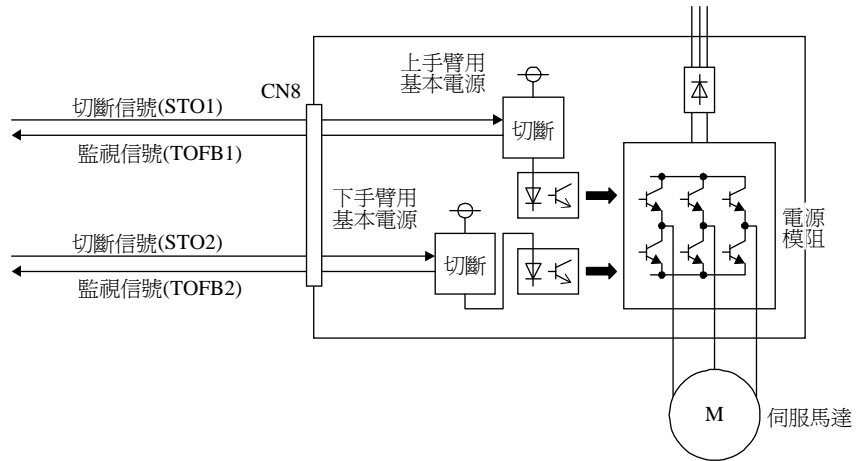 上手臂用
基本電源
CN8
切斷信號(STO1)
切斷
監視信號(TOFB1)
下手臂用
基本電源
電源
模阻
切斷信號(STO2)
切斷
監視信號(TOFB2)
M
伺服馬達